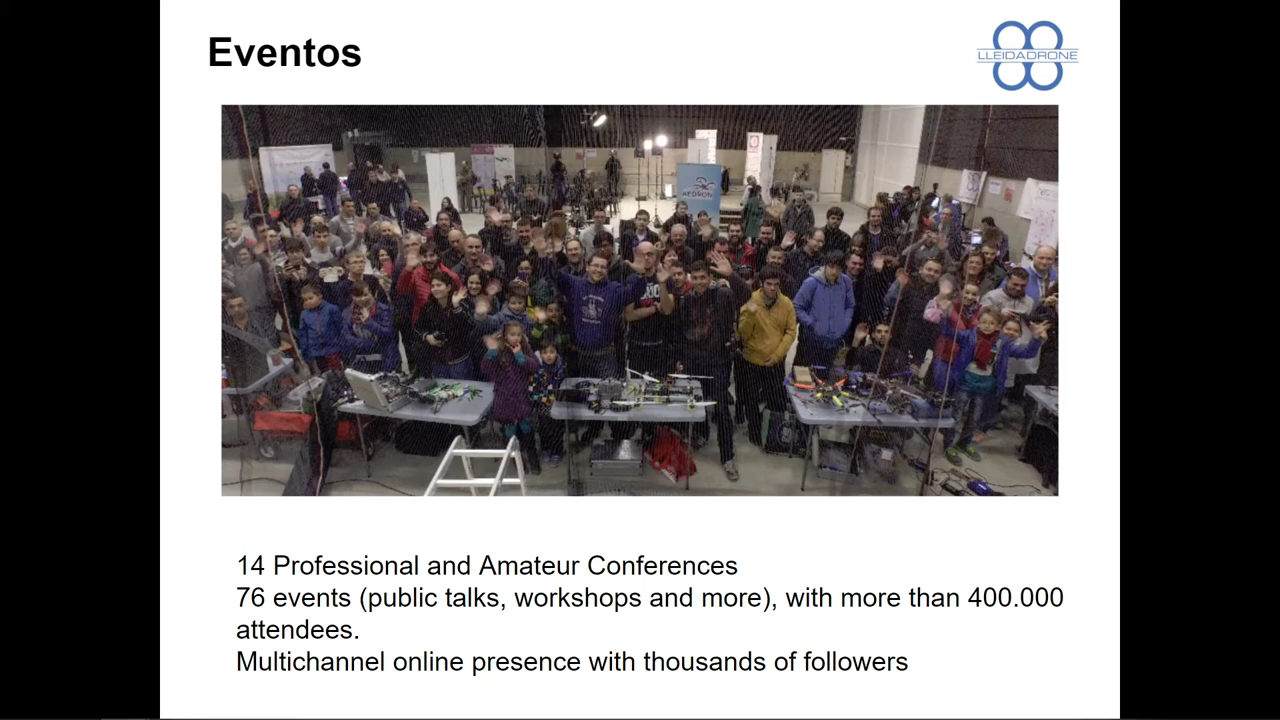 Eventos
LLEIDADRONE
AEDRON
14 Professional and Amateur Conferences
76 events (public talks, workshops and more), with more than 400.000
attendees.
Multichannel online presence with thousands of followers